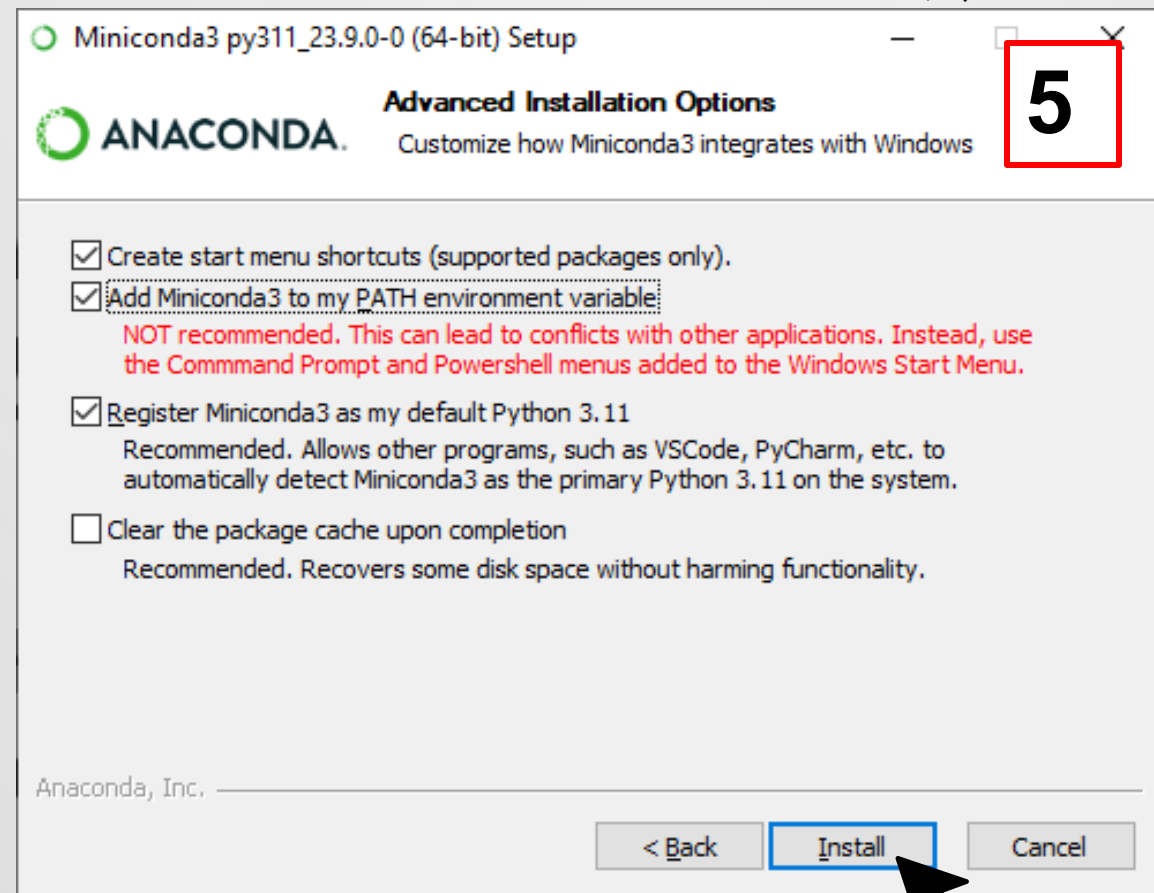 Miniconda3 py311_23.9.0-0 (64-bit) Setup
5
ANACONDA.
Advanced Installation Options
Customize how Miniconda3 integrates with Windows
Create start menu shortcuts (supported packages only).
Add Miniconda3 to my PATH environment variable
NOT recommended. This can lead to conflicts with other applications. Instead, use
the Commmand Prompt and Powershell menus added to the Windows Start Menu.
Register Miniconda3 as my default Python 3.11
Recommended. Allows other programs, such as VSCode, PyCharm, etc. to
automatically detect Miniconda3 as the primary Python 3.11 on the system.
Clear the package cache upon completion
Recommended. Recovers some disk space without harming functionality.
Anaconda, Inc.
< Back
Install
Cancel